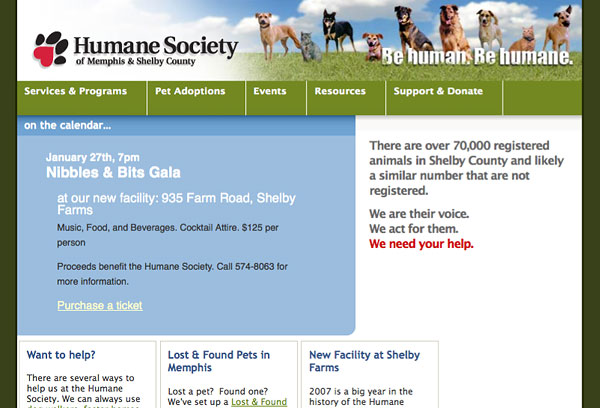 Humane Society
of Memphis & Shelby County
Be human. Be humane.
Services & Programs
Pet Adoptions
Events
Resources
Support & Donate
on the calendar...
January 27th, 7pm
Nibbles & Bits Gala
at our new facility: 935 Farm Road, Shelby
Farms
Music, Food, and Beverages. Cocktail Attire. $125 per
person
Proceeds benefit the Humane Society. Call 574-8063 for
more information.
Purchase a ticket
There are over 70,000 registered
animals in Shelby County and likely
a similar number that are not
registered.
We are their voice.
We act for them.
We need your help.
Want to help?
There are several ways to
help us at the Humane
Society. We can always use
dog walkers, foster homes
Lost & Found Pets in
Memphis
Lost a pet? Found one?
We've set up a Lost & Found
New Facility at Shelby
Farms
2007 is a big year in the
history of the Humane